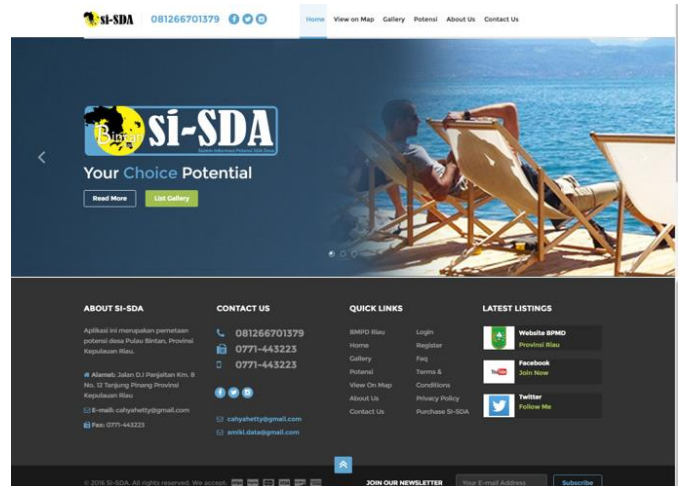 si-SDA 081266701379 Home View on Map Gallery Potensi About Us Contact Us
Bintan si-SDA
Your Choice Potential
Read More List Gallery
ABOUT SI-SDA
Aplikasi ini merupakan pemetaan
potensi desa Pulau Bintan, Provinsi
Kepulauan Riau.
Alamat: Jalan D.I Panjaitan Km. 8
No. 12 Tanjung Pinang Provinsi
Kepulauan Riau
E-mail: cahyahetty@gmail.com
Fax: 0771-443223
CONTACT US
081266701379
0771-443223
0771-443223
cahyahetty@gmail.com
amikl.data@gmail.com
QUICK LINKS
BMPD Riau
Home
Gallery
Potensi
View On Map
About Us
Contact Us
Login
Register
Faq
Terms &
Conditions
Privacy Policy
Purchase SI-SDA
LATEST LISTINGS
Website BPMD
Provinsi Riau
Facebook
Join Now
Twitter
Follow Me
© 2016 SI-SDA. All rights reserved. We accept:
JOIN OUR NEWSLETTER Your E-mail Address Subscribe